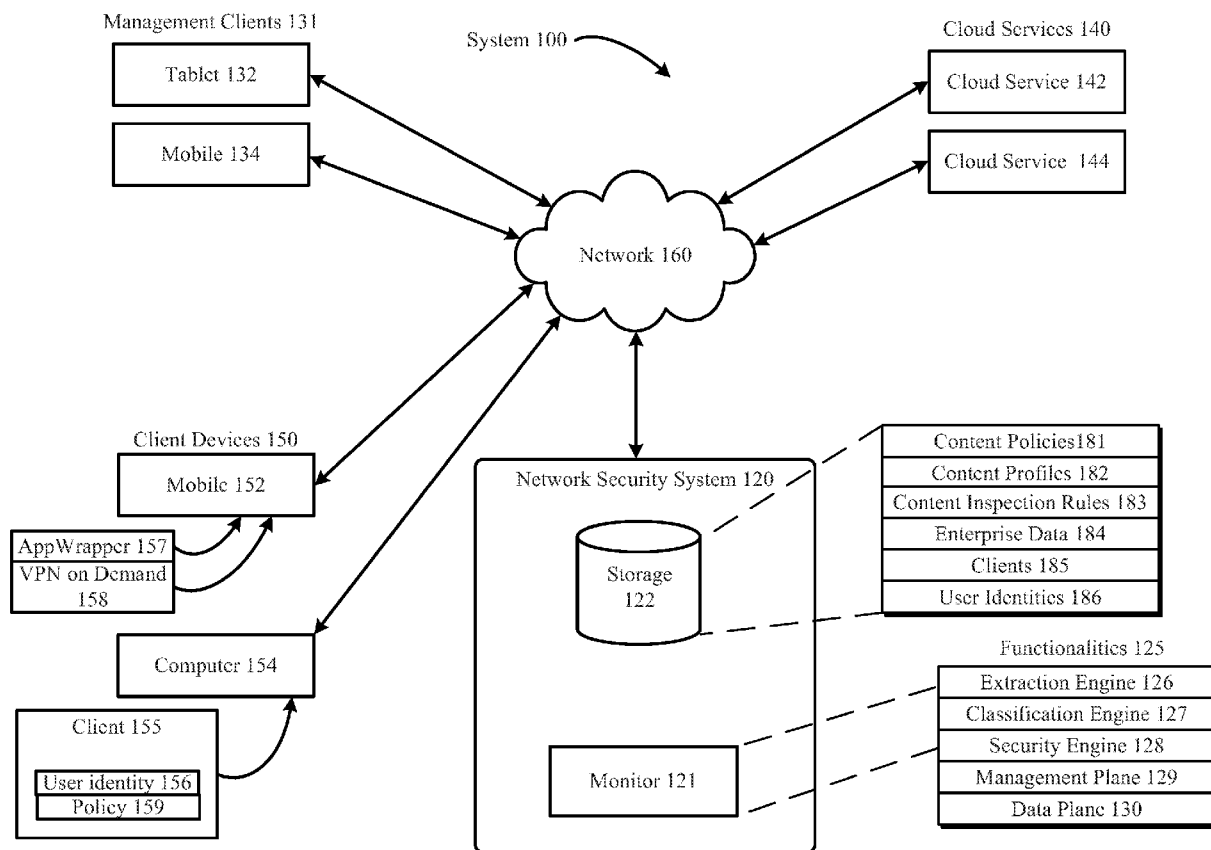 Management Clients 131
Tablet 132
Mobile 134
System 100
Cloud Services 140
Cloud Service 142
Cloud Service 144
Network 160
Client Devices 150
Mobile 152
AppWrapper 157
VPN on Demand
158
Computer 154
Client 155
User identity 156
Policy 159
Network Security System 120
Storage
122
Monitor 121
Content Policies181
Content Profiles 182
Content Inspection Rules 183
Enterprise Data 184
Clients 185
User Identities 186
Functionalities 125
Extraction Engine 126
Classification Engine 127
Security Engine 128
Management Plane 129
Data Plane 130